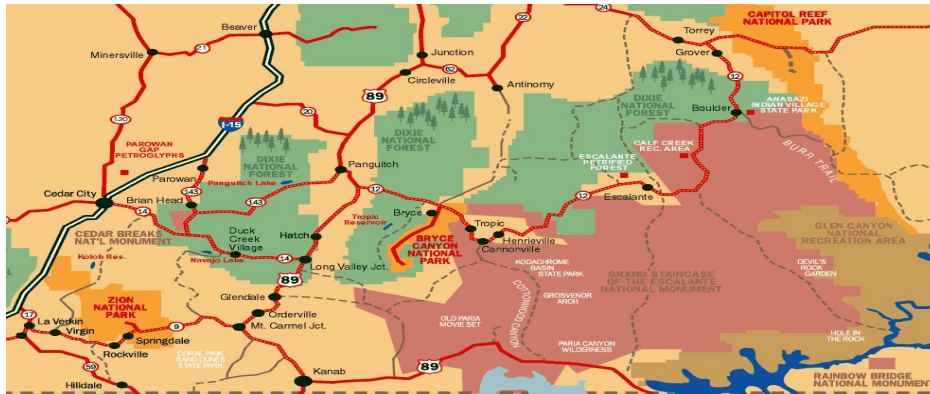 24
CAPITOL REEF
NATIONAL PARK
22
Beaver
Torrey
Minersville
21
Junction
Grover
62
Circleville
12
Antimony
89
DIXIE
NATIONAL
FOREST
ANASAZI
INDIAN VILLAGE
STATE PARK
Boulder
20
130
I-15
DIXIE
NATIONAL
FOREST
PAROWAN
GAP
PETROGLYPHS
CALF CREEK
REC. AREA
BURR TRAIL
DIXIE
NATIONAL
FOREST
ESCALANTE
PETRIFIED
FOREST
Panguitch
Parowan
Panguitch Lake
143
12
Cedar City
Brian Head
143
12
Escalante
14
Tropic
Reservoir
Bryce
Tropic
Duck
Creek
Village
Hatch
CEDAR BREAKS
NAT'L MONUMENT
BRYCE
CANYON
NATIONAL
PARK
Henrieville
Cannonville
GLEN CANYON
NATIONAL
RECREATION AREA
Kolob Res.
Navajo Lake
14
Long Valley Jct.
KODACHROME
BASIN
STATE PARK
DEVIL'S
ROCK
GARDEN
89
GRAND STAIRCASE
OF THE ESCALANTE
NATIONAL MONUMENT
COTTONWOOD CANYON
GROSVENOR
ARCH
Glendale
ZION
NATIONAL
PARK
17
Orderville
OLD PARIA
MOVIE SET
La Verkin
Virgin
9
Mt. Carmel Jct.
Springdale
HOLE IN
THE ROCK
Rockville
CORAL PINK
SAND DUNES
STATE PARK
PARIA CANYON
WILDERNESS
59
Kanab
89
Hilldale
RAINBOW BRIDGE
NATIONAL MONUMENT